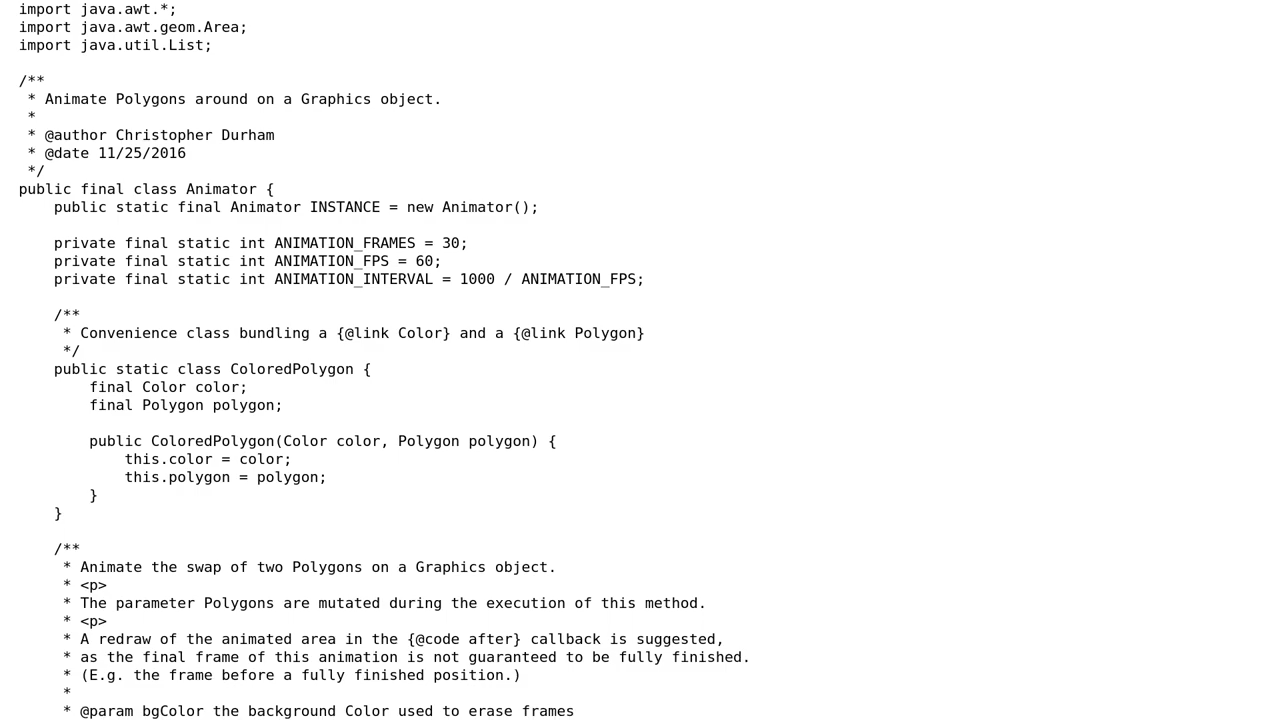 import java.awt.*;
import java.awt.geom.Area;
import java.util.List;

/**
 * Animate Polygons around on a Graphics object.
 *
 * @author Christopher Durham
 * @date 11/25/2016
 */
public final class Animator {
    public static final Animator INSTANCE = new Animator();

    private final static int ANIMATION_FRAMES = 30;
    private final static int ANIMATION_FPS = 60;
    private final static int ANIMATION_INTERVAL = 1000 / ANIMATION_FPS;

    /**
     * Convenience class bundling a {@link Color} and a {@link Polygon}
     */
    public static class ColoredPolygon {
        final Color color;
        final Polygon polygon;

        public ColoredPolygon(Color color, Polygon polygon) {
            this.color = color;
            this.polygon = polygon;
        }
    }

    /**
     * Animate the swap of two Polygons on a Graphics object.
     * <p>
     * The parameter Polygons are mutated during the execution of this method.
     * <p>
     * A redraw of the animated area in the {@code after} callback is suggested,
     * as the final frame of this animation is not guaranteed to be fully finished.
     * (E.g. the frame before a fully finished position.)
     *
     * @param bgColor the background Color used to erase frames